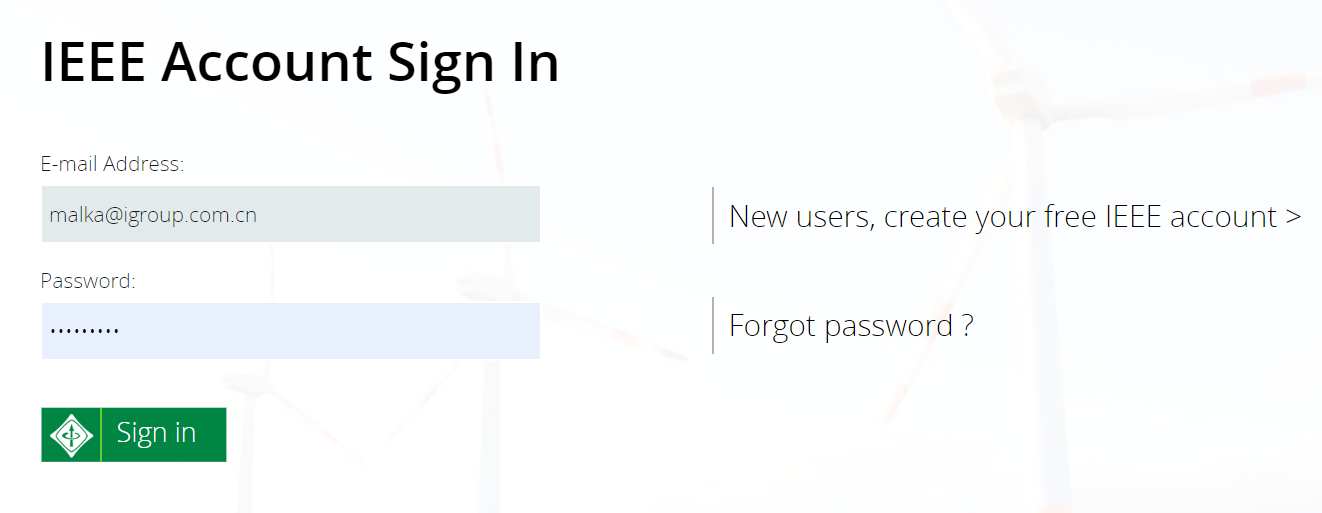 IEEE Account Sign In
E-mail Address:
malka@igroup.com.cn
New users, create your free IEEE account >
Password:
•••••••••
Forgot password ?
Sign in